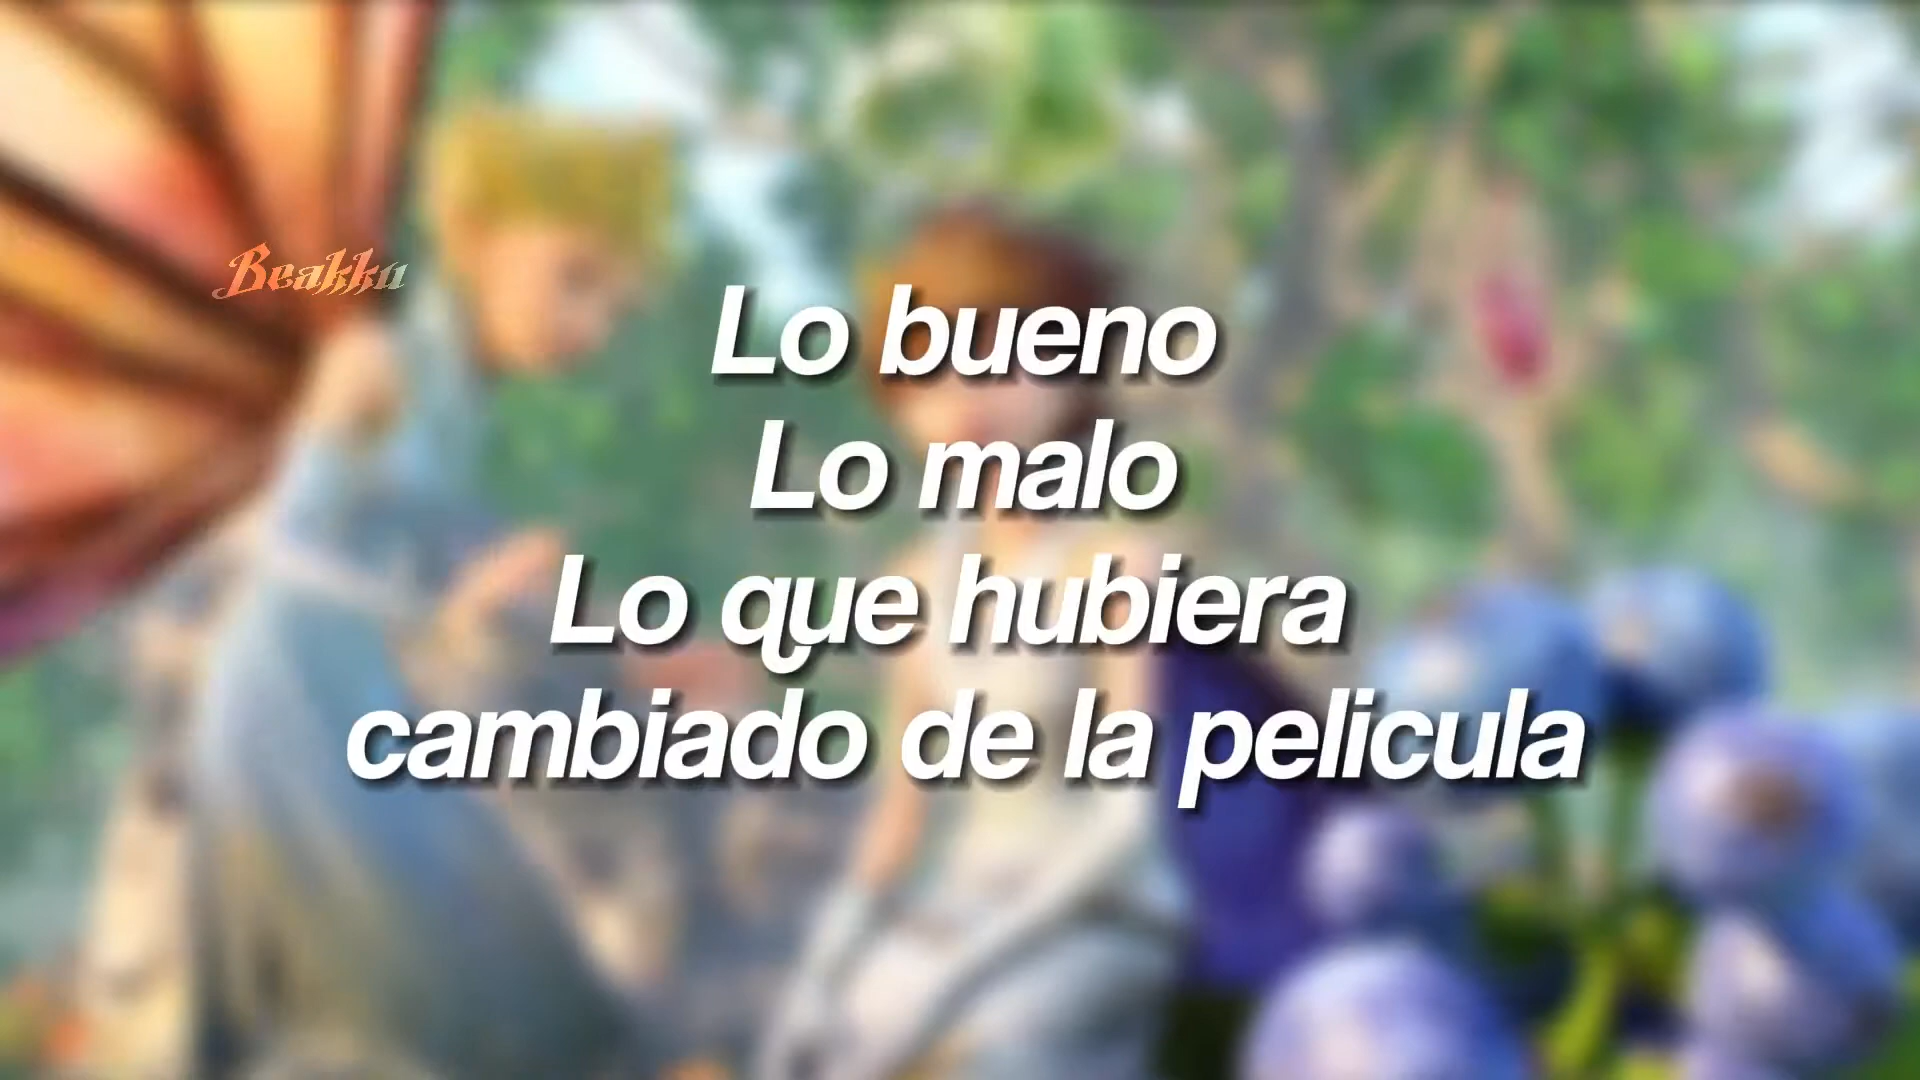 Beakku
Lo bueno
Lo malo
Lo que hubiera
cambiado de la pelicula